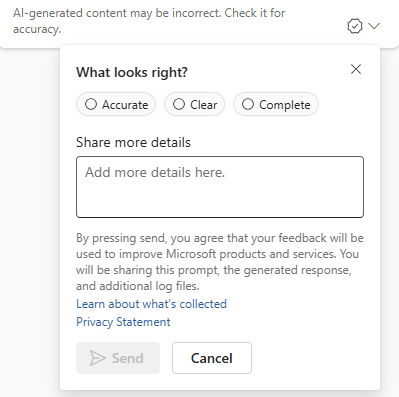 AI-generated content may be incorrect. Check it for
accuracy.
What looks right?
Accurate Clear Complete
Share more details
Add more details here.
By pressing send, you agree that your feedback will be
used to improve Microsoft products and services. You
will be sharing this prompt, the generated response,
and additional log files.
Learn about what's collected
Privacy Statement
Send Cancel